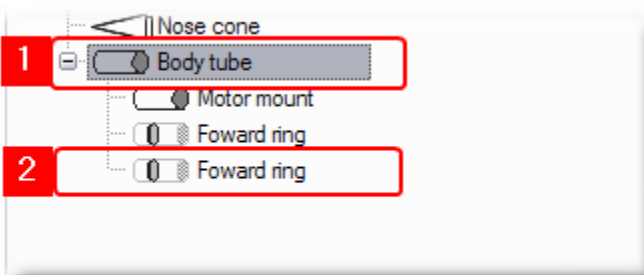 Nose cone
1 Body tube
Motor mount
Foward ring
2 Foward ring